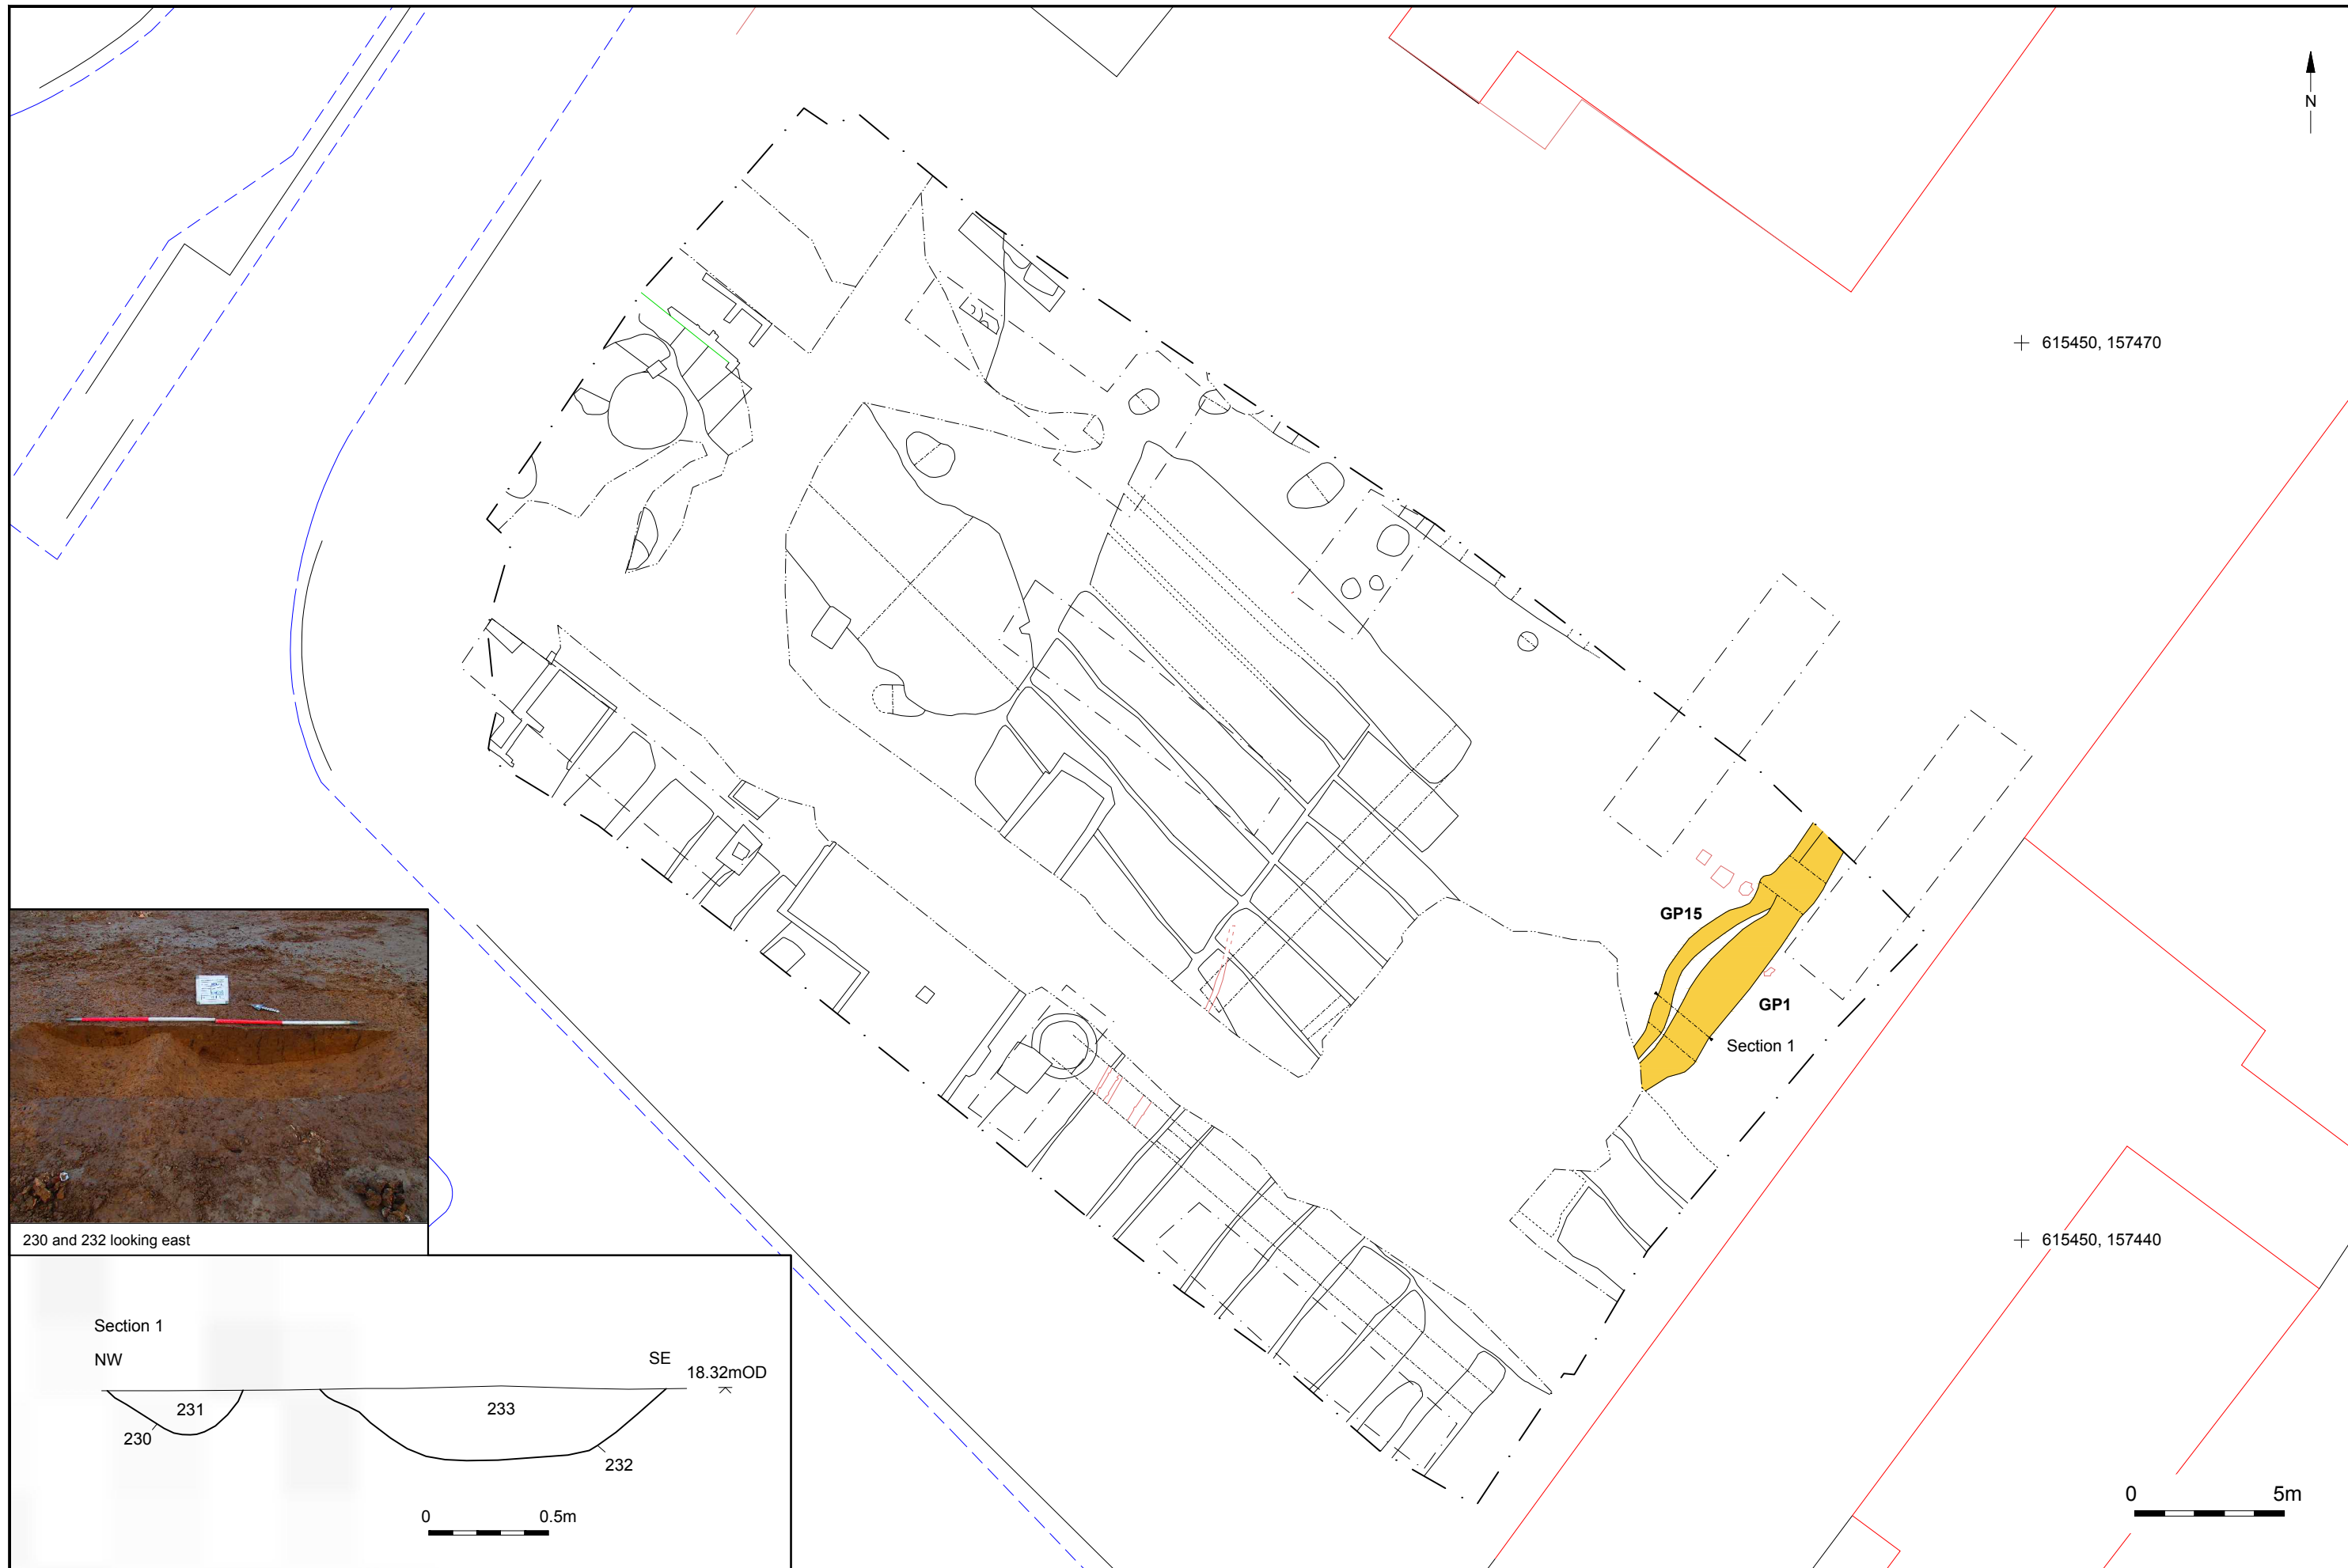 N
615450, 157470
GP15
GP1
Section 1
615450, 157440
0 5m
230 and 232 looking east
Section 1
NW SE
18.32mOD
231 233
230 232
0 0.5m